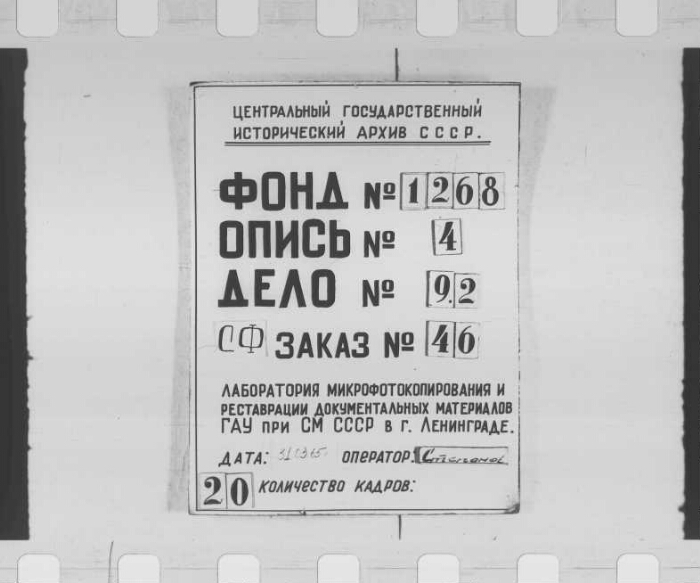 ЦЕНТРАЛЬНЫЙ ГОСУДАРСТВЕННЫЙ
ИСТОРИЧЕСКИЙ АРХИВ СССР.
ФОНД № 1268
ОПИСЬ № 4
ДЕЛО № 92
СФ ЗАКАЗ № 46
ЛАБОРАТОРИЯ МИКРОФОТОКОПИРОВАНИЯ И
РЕСТАВРАЦИИ ДОКУМЕНТАЛЬНЫХ МАТЕРИАЛОВ
ГАУ ПРИ СМ СССР В Г. ЛЕНИНГРАДЕ.
ДАТА: ОПЕРАТОР:
20 КОЛИЧЕСТВО КАДРОВ: